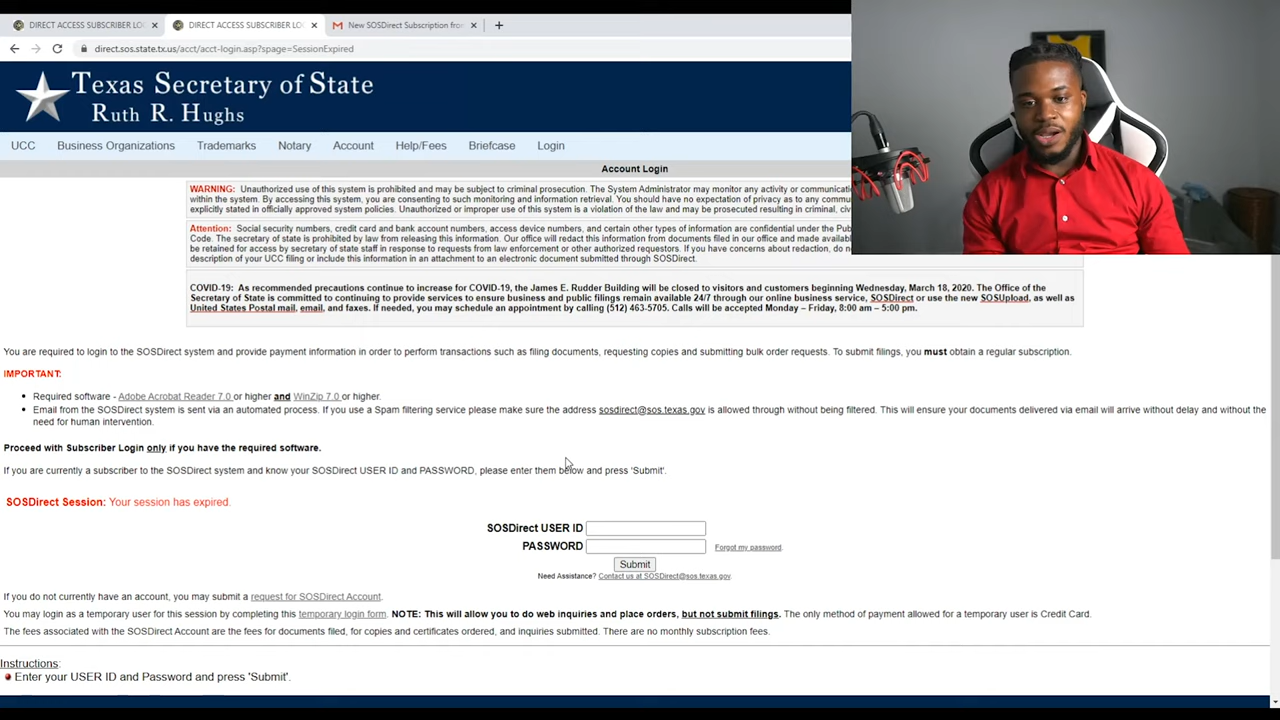 DIRECT ACCESS SUBSCRIBER LO
DIRECT ACCESS SUBSCRIBER LO
New SOSDirect Subscription from
direct.sos.state.tx.us/acct/acct-login.asp?spage=SessionExpired
Texas Secretary of State
Ruth R. Hughs
UCC Business Organizations Trademarks Notary Account Help/Fees Briefcase Login
Account Login
WARNING: Unauthorized use of this system is prohibited and may be subject to criminal prosecution. The System Administrator may monitor any activity or communicatio
within the system. By accessing this system, you are consenting to such monitoring and information retrieval. You should have no expectation of privacy as to any commu
explicitly stated in officially approved system policies. Unauthorized or improper use of this system is a violation of the law and may be prosecuted resulting in criminal, civ
Attention: Social security numbers, credit card and bank account numbers, access device numbers, and certain other types of information are confidential under the Pub
Code. The secretary of state is prohibited by law from releasing this information. Our office will redact this information from documents filed in our office and made availab
be retained for access by secretary of state staff in response to requests from law enforcement or other authorized requestors. If you have concerns about redaction, do no
description of your UCC filing or include this information in an attachment to an electronic document submitted through SOSDirect.
COVID-19: As recommended precautions continue to increase for COVID-19, the James E. Rudder Building will be closed to visitors and customers beginning Wednesday, March 18, 2020. The Office of the
Secretary of State is committed to continuing to provide services to ensure business and public filings remain available 24/7 through our online business service, SOSDirect or use the new SOSUpload, as well as
United States Postal mail, email, and faxes. If needed, you may schedule an appointment by calling (512) 463-5705. Calls will be accepted Monday – Friday, 8:00 am – 5:00 pm.
You are required to login to the SOSDirect system and provide payment information in order to perform transactions such as filing documents, requesting copies and submitting bulk order requests. To submit filings, you must obtain a regular subscription.
IMPORTANT:
Required software - Adobe Acrobat Reader 7.0 or higher and WinZip 7.0 or higher.
Email from the SOSDirect system is sent via an automated process. If you use a Spam filtering service please make sure the address sosdirect@sos.texas.gov is allowed through without being filtered. This will ensure your documents delivered via email will arrive without delay and without the
need for human intervention.
Proceed with Subscriber Login only if you have the required software.
If you are currently a subscriber to the SOSDirect system and know your SOSDirect USER ID and PASSWORD, please enter them below and press 'Submit'.
SOSDirect Session: Your session has expired.
SOSDirect USER ID
PASSWORD Forgot my password.
Submit
Need Assistance? Contact us at SOSDirect@sos.texas.gov.
If you do not currently have an account, you may submit a request for SOSDirect Account.
You may login as a temporary user for this session by completing this temporary login form. NOTE: This will allow you to do web inquiries and place orders, but not submit filings. The only method of payment allowed for a temporary user is Credit Card.
The fees associated with the SOSDirect Account are the fees for documents filed, for copies and certificates ordered, and inquiries submitted. There are no monthly subscription fees.
Instructions:
Enter your USER ID and Password and press 'Submit'.